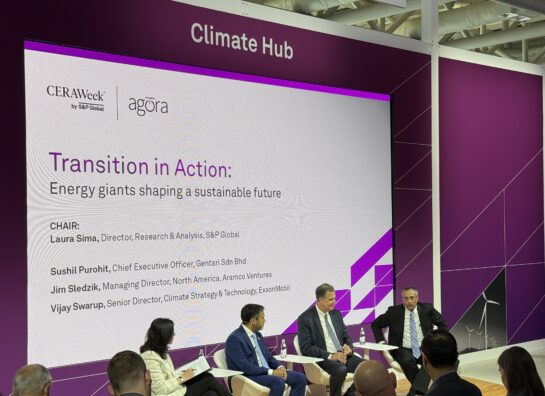 Climate Hub
CERAWeek
by S&P Global
agora
Transition in Action:
Energy giants shaping a sustainable future
CHAIR:
Laura Sima, Director, Research & Analysis, S&P Global
Sushil Purohit, Chief Executive Officer, Gentari Sdn Bhd
Jim Sledzik, Managing Director, North America, Aramco Ventures
Vijay Swarup, Senior Director, Climate Strategy & Technology, ExxonMobil